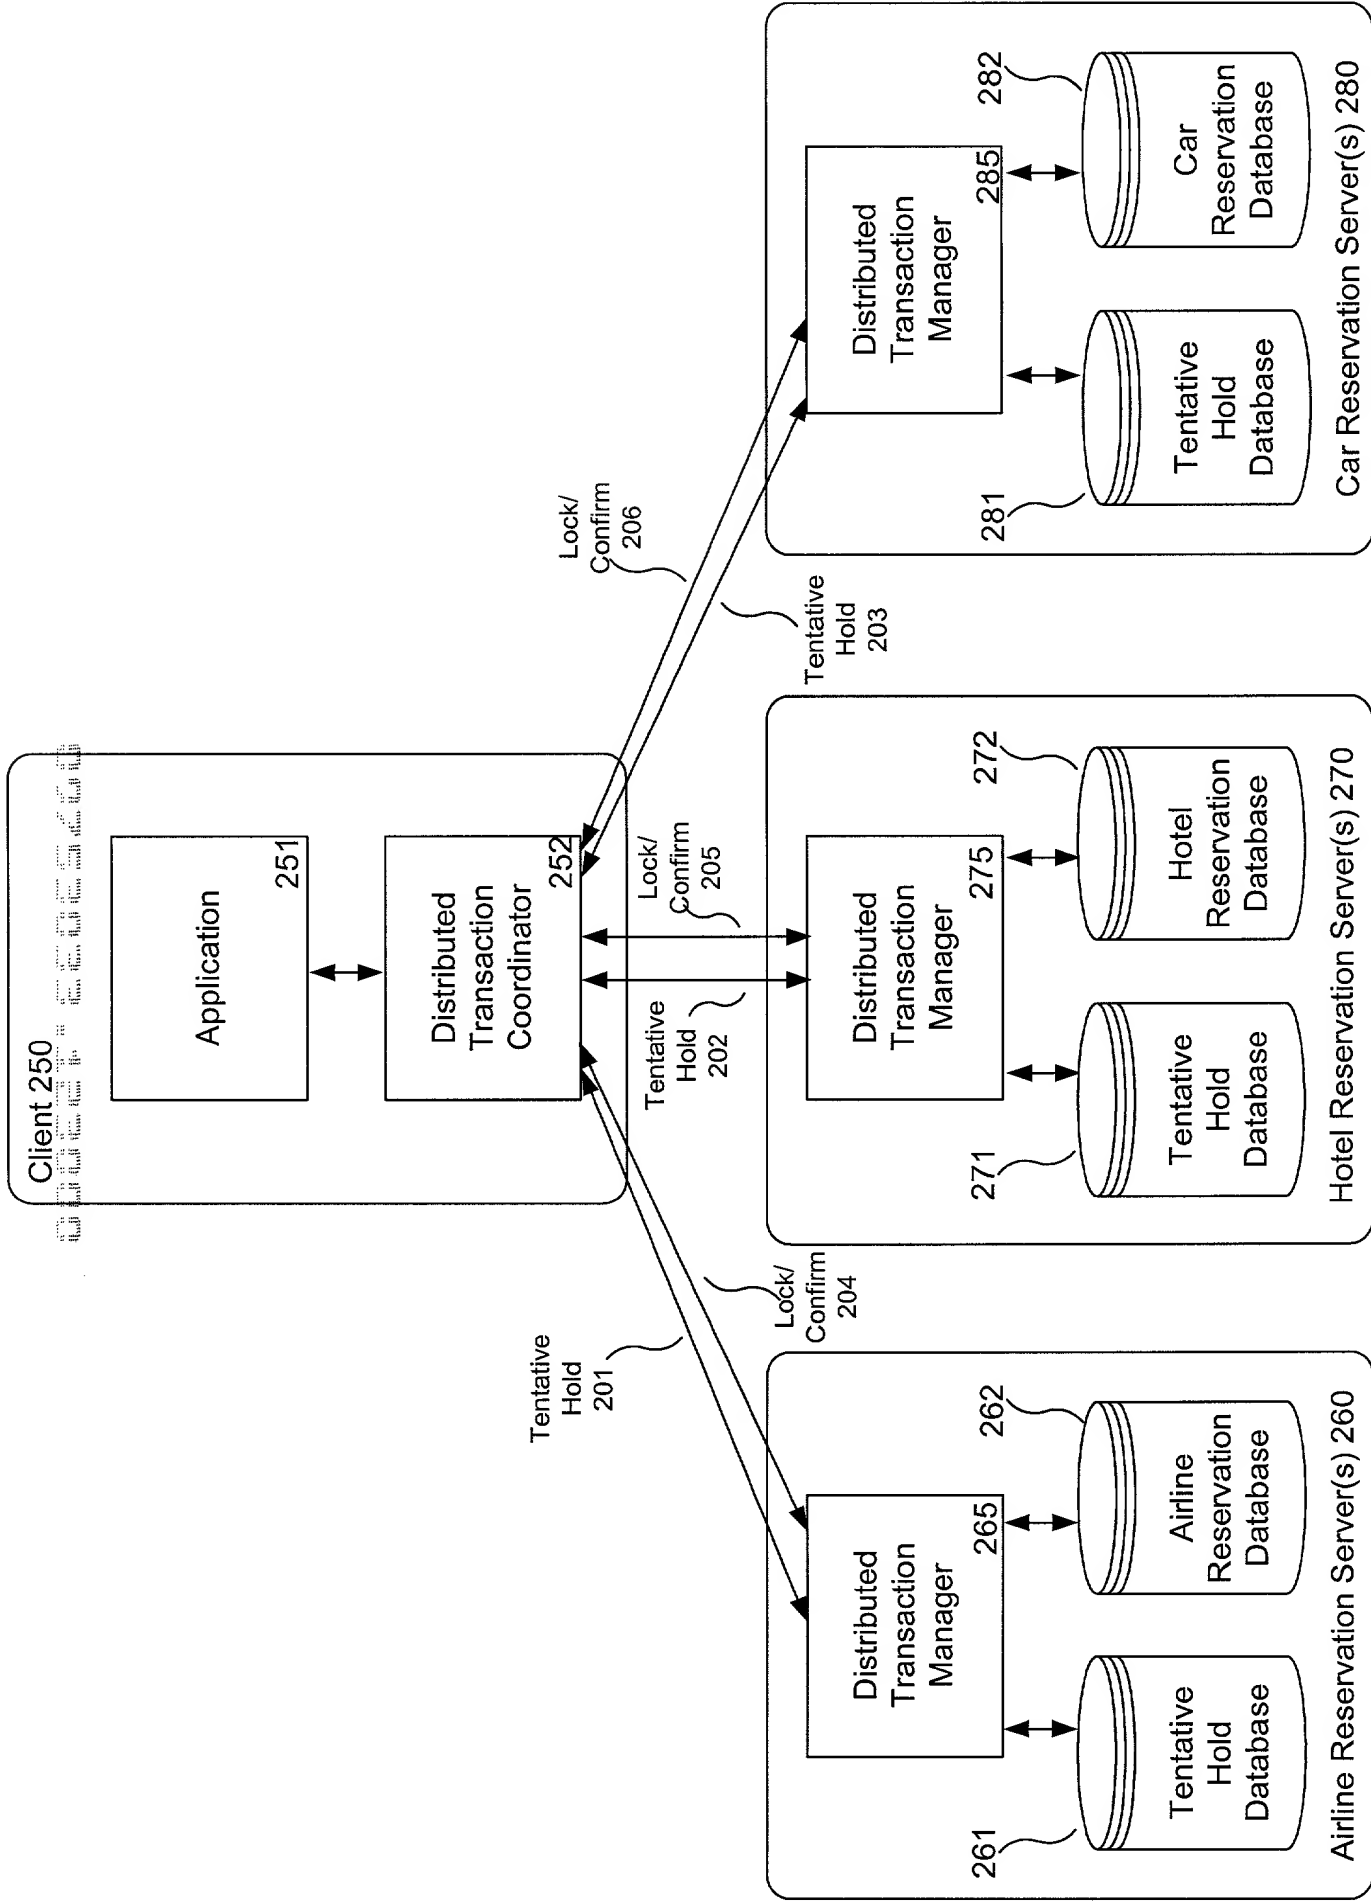 Client 250
Application
251
Distributed
Transaction
Coordinator
252
Tentative
Hold
201
Lock/
Confirm
204
Tentative
Hold
202
Lock/
Confirm
205
Lock/
Confirm
206
Tentative
Hold
203
Distributed
Transaction
Manager
265
261
Tentative
Hold
Database
262
Airline
Reservation
Database
Airline Reservation Server(s) 260
Distributed
Transaction
Manager
275
271
Tentative
Hold
Database
272
Hotel
Reservation
Database
Hotel Reservation Server(s) 270
Distributed
Transaction
Manager
285
281
Tentative
Hold
Database
282
Car
Reservation
Database
Car Reservation Server(s) 280